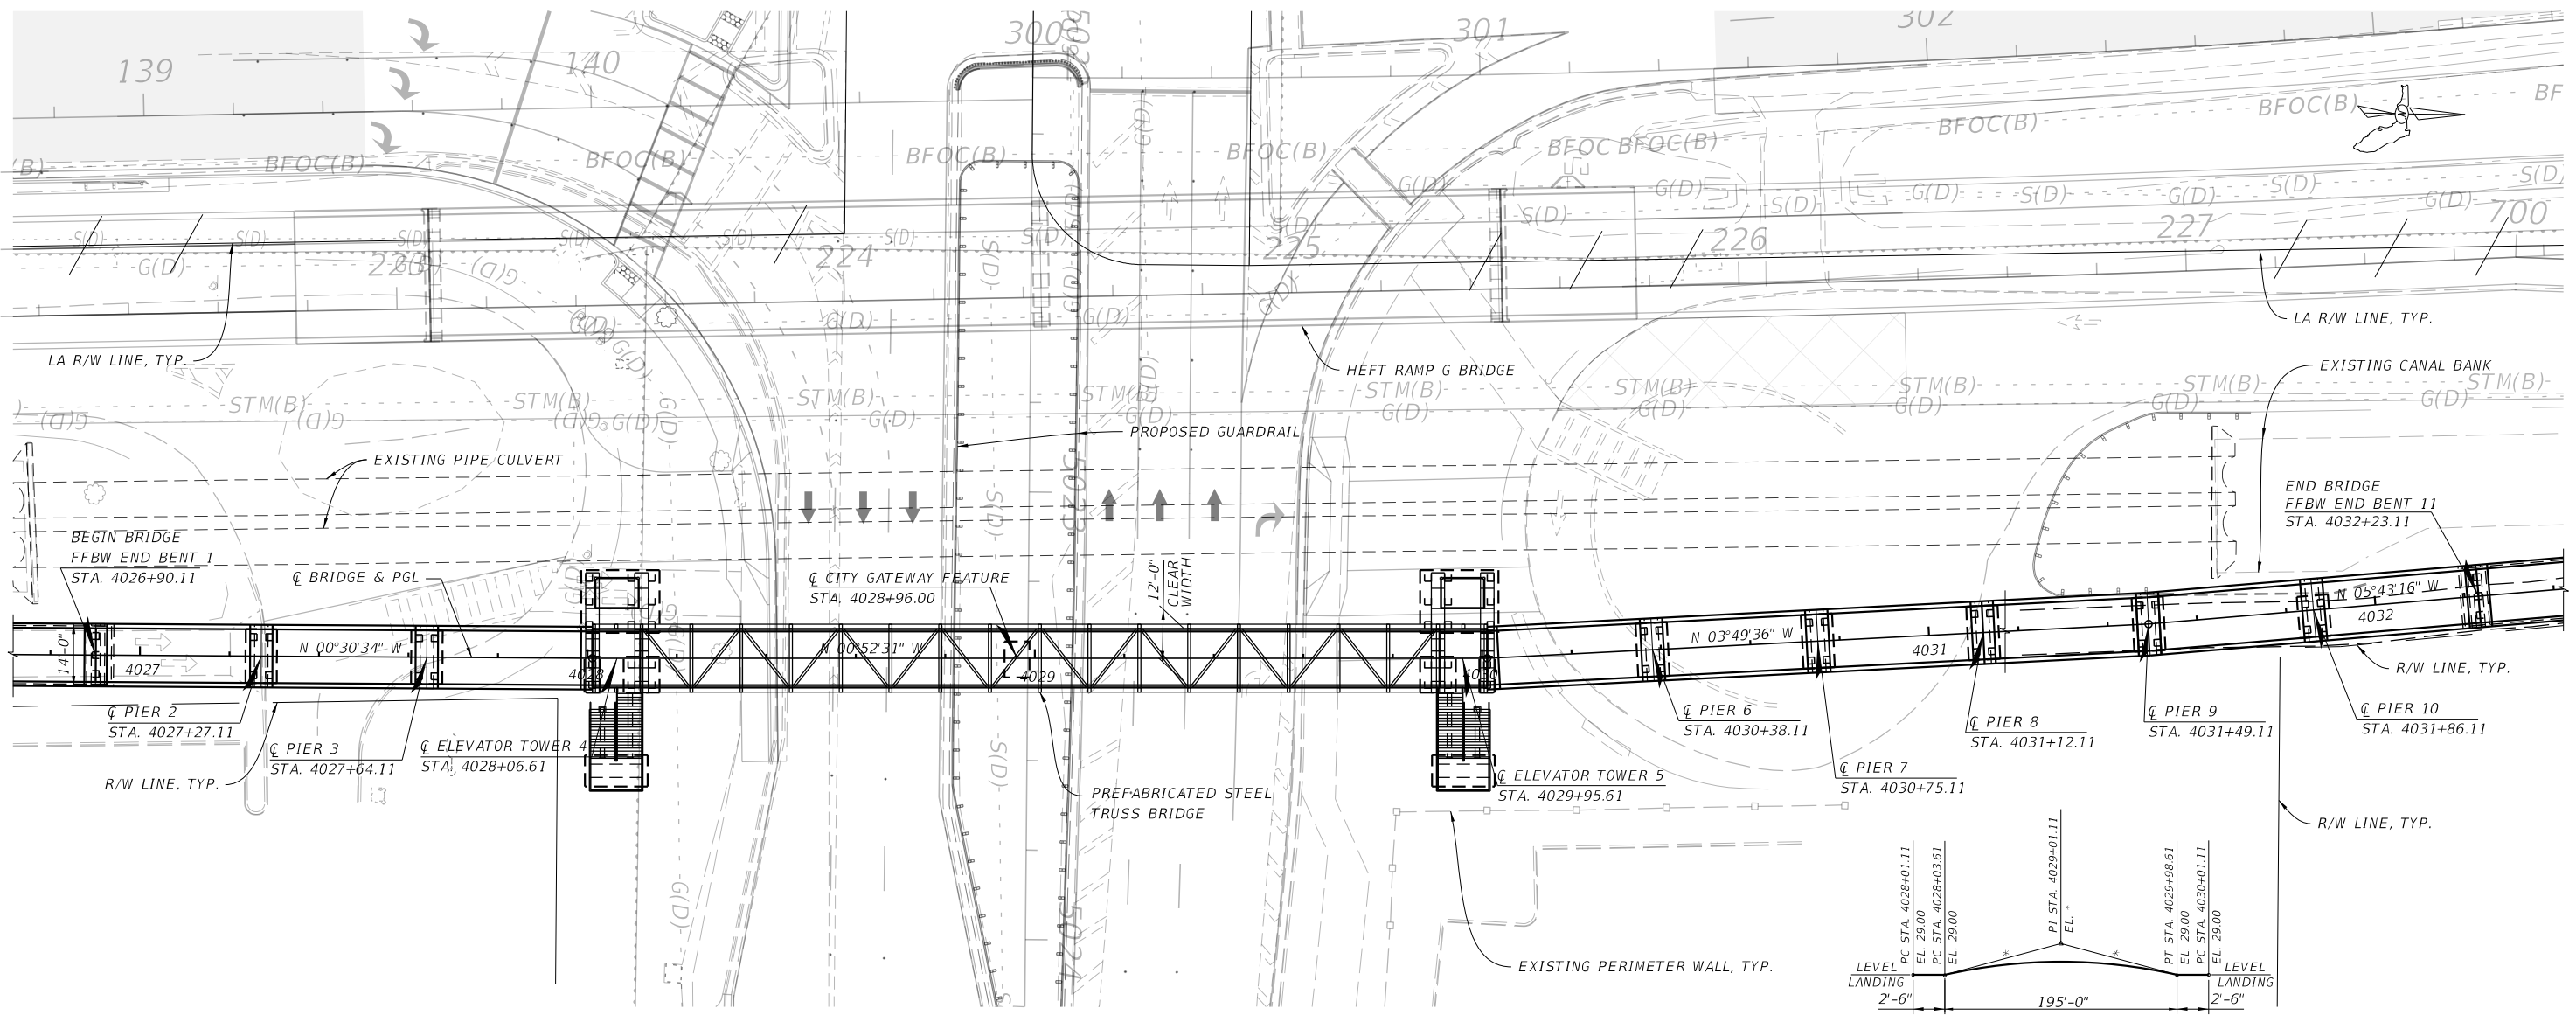 139
140
300
5022
301
302
BFOC(B)
BFOC(B)
BFOC(B)
BFOC(B)
BFOC BFOC(B)
BFOC(B)
BFOC(B)
BF
(B)
(G)(D)
G(D)
S(D)
G(D)
G(D)
S(D)
G(D)
S(D)
G(D)
S(D)
G(D)
S(D)
S(D)
S(D)
S(D)
S(D)
S(D)
S(D)
S(D)
S(D)
S(D)
223
224
225
226
227
700
G(D)
G(D)
G(D)
G(D)
G(D)
G(D)
G(D)
LA R/W LINE, TYP.
LA R/W LINE, TYP.
HEFT RAMP G BRIDGE
EXISTING CANAL BANK
STM(B)
STM(B)
STM(B)
STM(B)
STM(B)
STM(B)
STM(B)
STM(B)
STM(B)
G(D)
G(D)
G(D)
G(D)
G(D)
G(D)
G(D)
G(D)
G(D)
G(D)
G(D)
PROPOSED GUARDRAIL
EXISTING PIPE CULVERT
5023
S(D)
BEGIN BRIDGE
FFBW END BENT 1
STA. 4026+90.11
℄ BRIDGE & PGL
℄ CITY GATEWAY FEATURE
STA. 4028+96.00
12'-0"
CLEAR
WIDTH
END BRIDGE
FFBW END BENT 11
STA. 4032+23.11
14'-0"
4027
N 00°30'34" W
4028
N 00°52'31" W
4029
4030
N 03°49'36" W
4031
N 05°43'16" W
4032
℄ PIER 2
STA. 4027+27.11
℄ PIER 3
STA. 4027+64.11
℄ ELEVATOR TOWER 4
STA. 4028+06.61
R/W LINE, TYP.
PREFABRICATED STEEL
TRUSS BRIDGE
℄ ELEVATOR TOWER 5
STA. 4029+95.61
℄ PIER 6
STA. 4030+38.11
℄ PIER 7
STA. 4030+75.11
℄ PIER 8
STA. 4031+12.11
℄ PIER 9
STA. 4031+49.11
℄ PIER 10
STA. 4031+86.11
R/W LINE, TYP.
R/W LINE, TYP.
S(D)
G(D)
5024
EXISTING PERIMETER WALL, TYP.
PC STA. 4028+01.11
EL. 29.00
PC STA. 4028+03.61
EL. 29.00
PI STA. 4029+01.11
EL. *
PT STA. 4029+98.61
EL. 29.00
PC STA. 4030+01.11
EL. 29.00
LEVEL
LANDING
*
*
LEVEL
LANDING
2'-6"
195'-0"
2'-6"